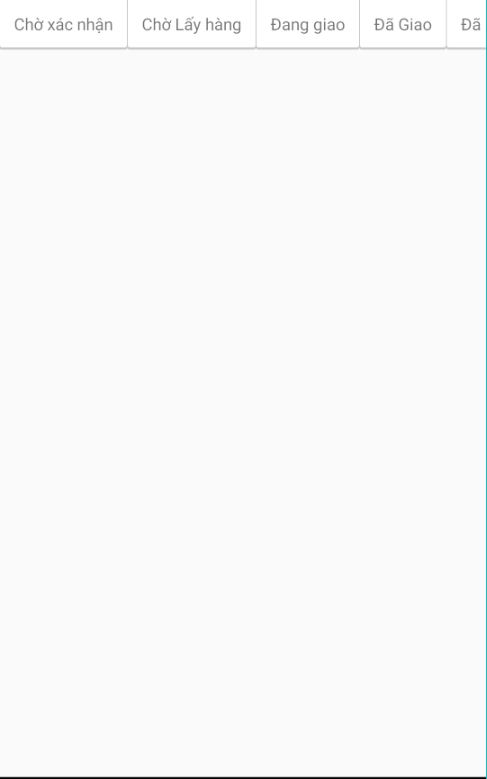 Chờ xác nhận Chờ Lấy hàng Đang giao Đã Giao Đã